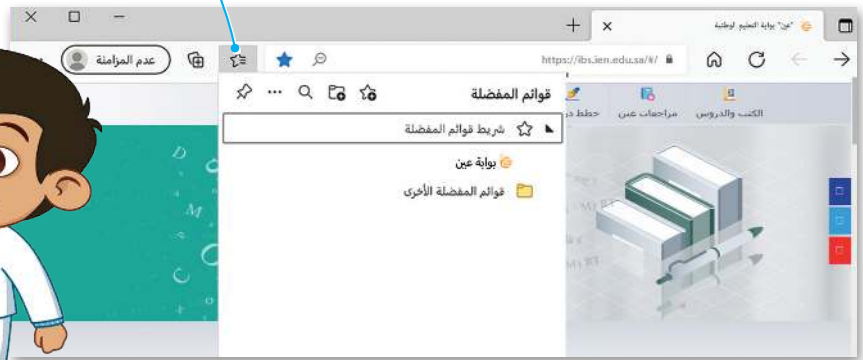 "عين" بوابة التعليم الوطنية
https://ibs.ien.edu.sa/#/
عدم المزامنة
الكتب والدروس
مراجعات عين
خطط
قوائم المفضلة
شريط قوائم المفضلة
بوابة عين
قوائم المفضلة الأخرى